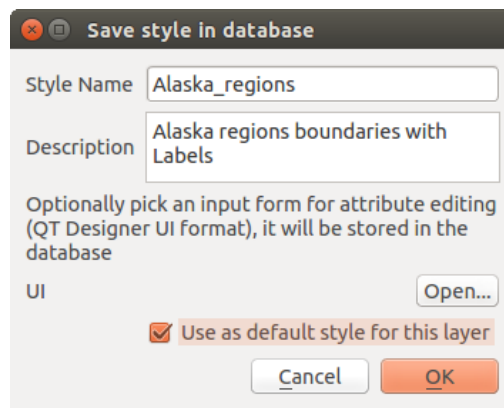 Save style in database
Style Name Alaska_regions
Description Alaska regions boundaries with
Labels
Optionally pick an input form for attribute editing
(QT Designer UI format), it will be stored in the
database
UI Open...
Use as default style for this layer
Cancel OK